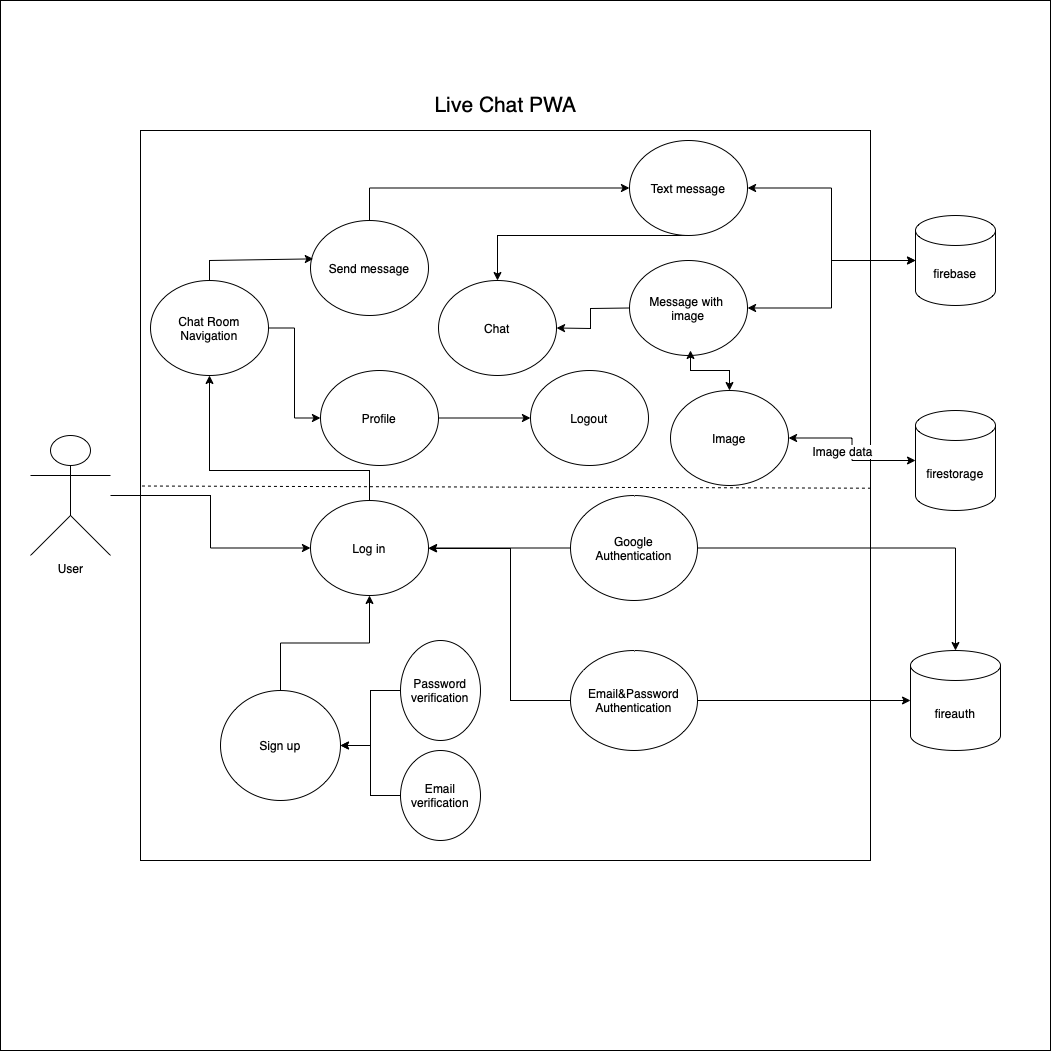 Live Chat PWA
Text message
Send message
firebase
Chat Room
Navigation
Chat
Message with
image
Profile
Logout
Image
Image data
firestorage
User
Log in
Google
Authentication
Password
verification
Email&Password
Authentication
fireauth
Sign up
Email
verification